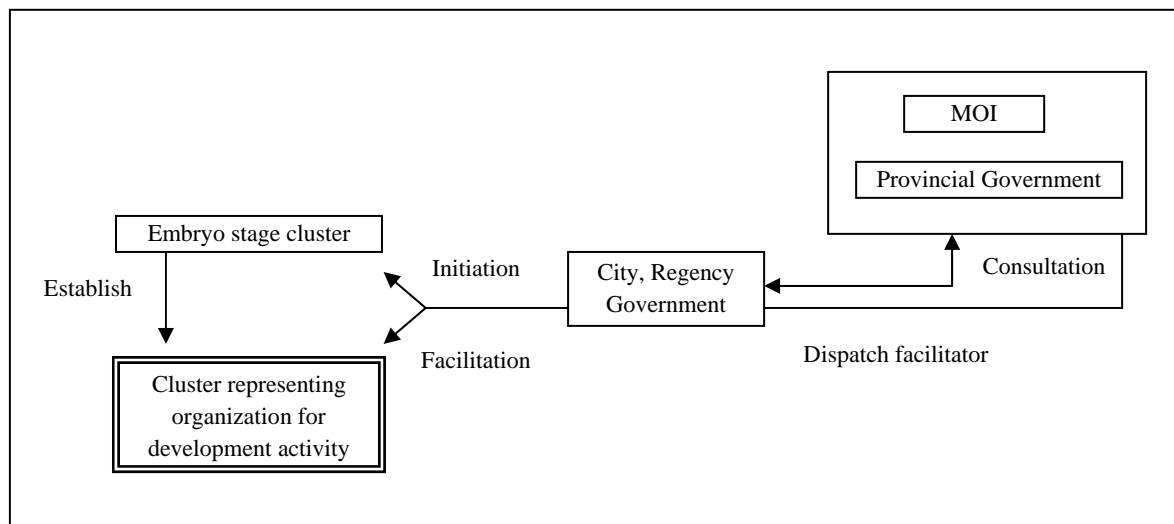 MOI
Provincial Government
Embryo stage cluster
Initiation
City, Regency
Government
Consultation
Establish
Facilitation
Dispatch facilitator
Cluster representing
organization for
development activity